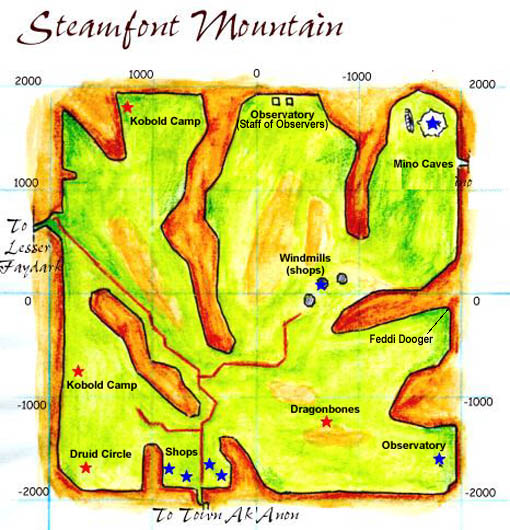 Steamfont Mountain
1000
0
-1000
2000
2000
Kobold Camp
Observatory
(Staff of Observers)
Mino Caves
1000
To
Lesser
Faydark
Windmills
(shops)
0
0
Feddi Dooger
Kobold Camp
-1000
-1000
Dragonbones
Druid Circle
Shops
Observatory
-2000
-2000
To Town Ak'Anon